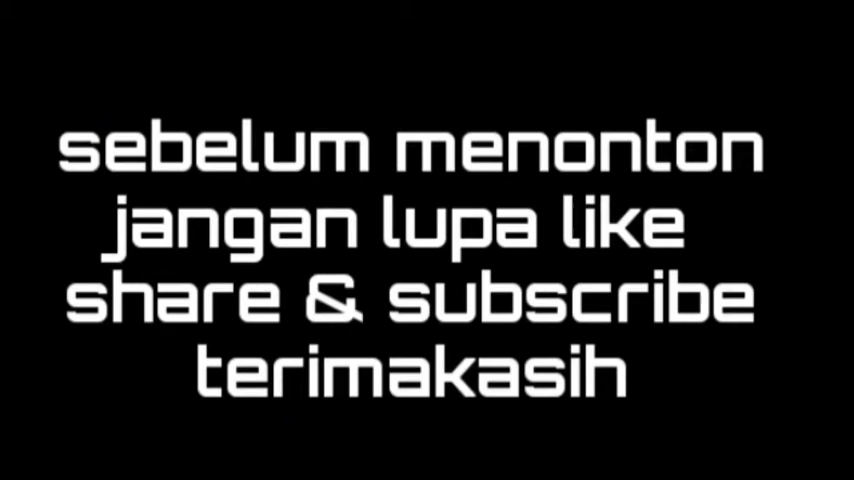 sebelum menonton
jangan lupa like
share & subscribe
terimakasih